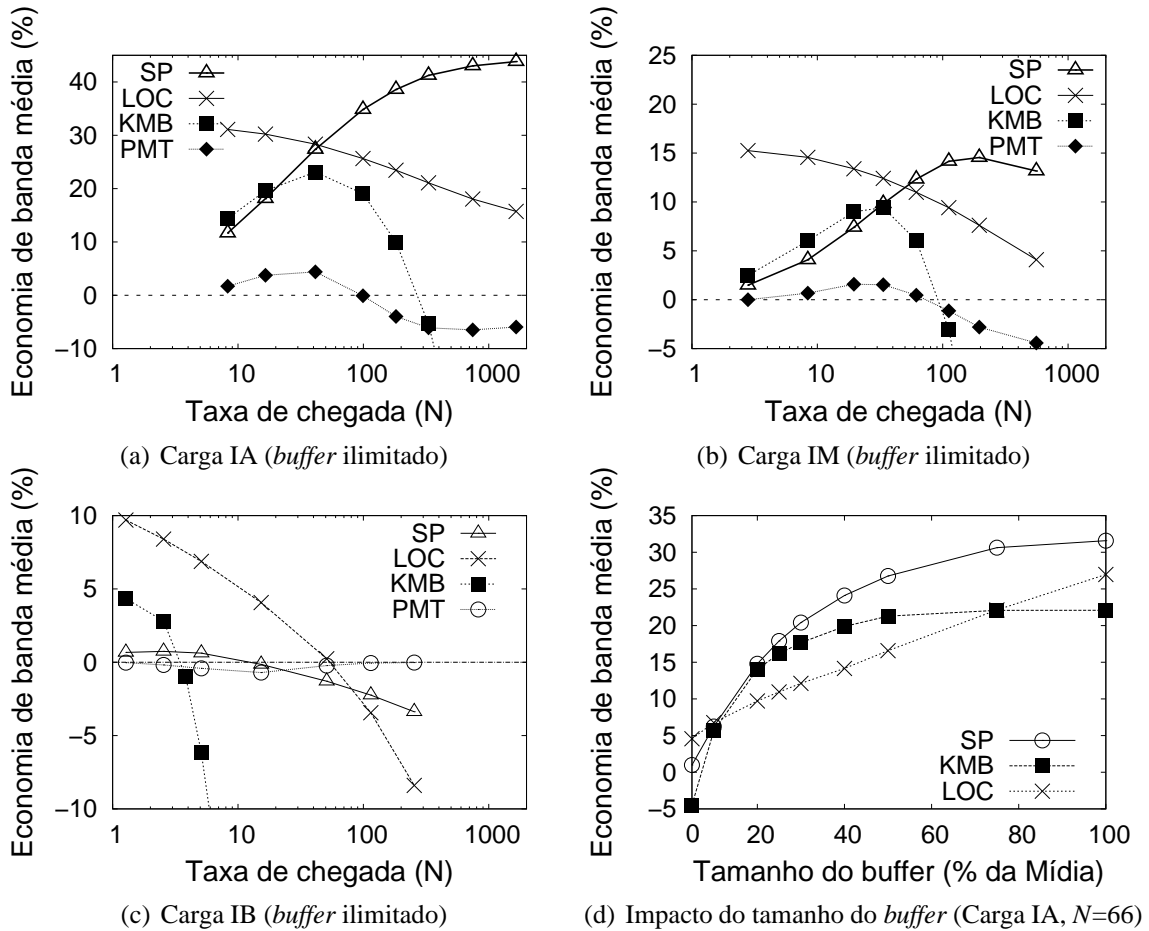 Economia de banda média (%)
40
30
20
10
0
−10
SP
LOC
KMB
PMT
1
10
100
1000
Taxa de chegada (N)
(a) Carga IA (buffer ilimitado)
Economia de banda média (%)
25
20
15
10
5
0
−5
SP
LOC
KMB
PMT
1
10
100
1000
Taxa de chegada (N)
(b) Carga IM (buffer ilimitado)
Economia de banda média (%)
10
5
0
−5
−10
SP
LOC
KMB
PMT
1
10
100
1000
Taxa de chegada (N)
(c) Carga IB (buffer ilimitado)
Economia de banda média (%)
35
30
25
20
15
10
5
0
−5
SP
KMB
LOC
0
20
40
60
80
100
Tamanho do buffer (% da Mídia)
(d) Impacto do tamanho do buffer (Carga IA, N=66)